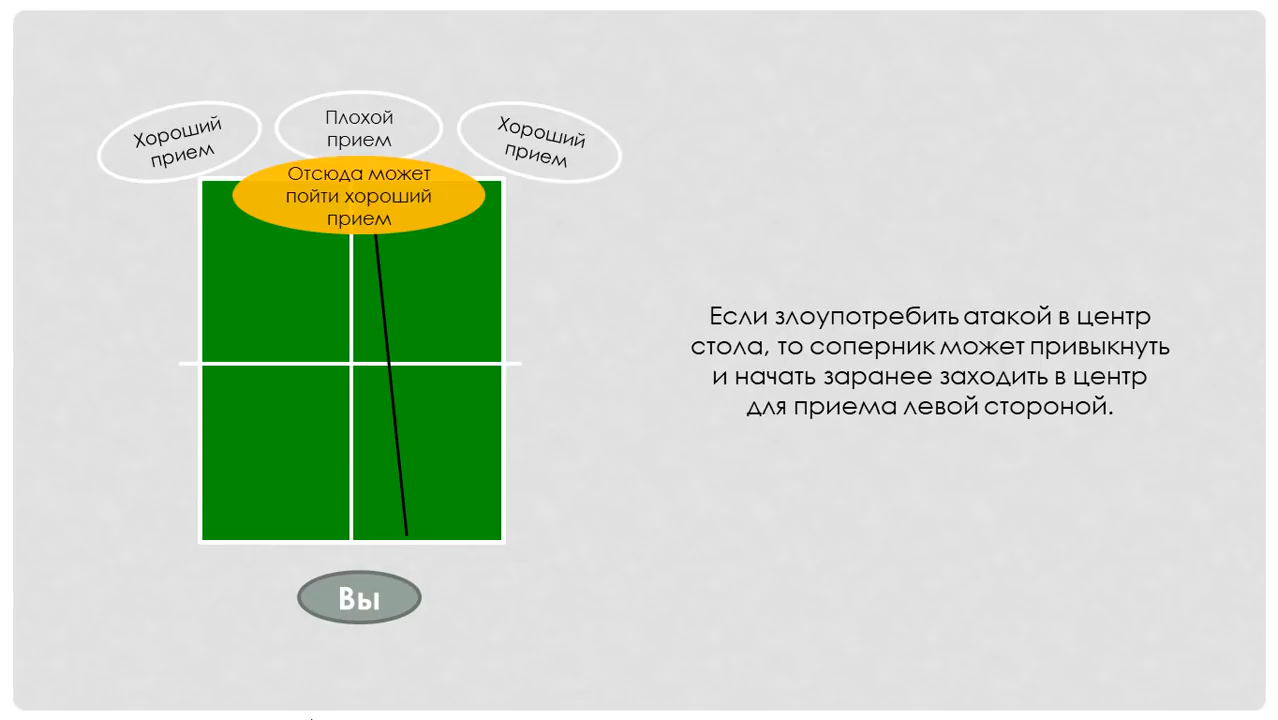 Хороший
прием
Плохой
прием
Хороший
прием
Отсюда может
пойти хороший
прием
Если злоупотребить атакой в центр
стола, то соперник может привыкнуть
и начать заранее заходить в центр
для приема левой стороной.
Вы